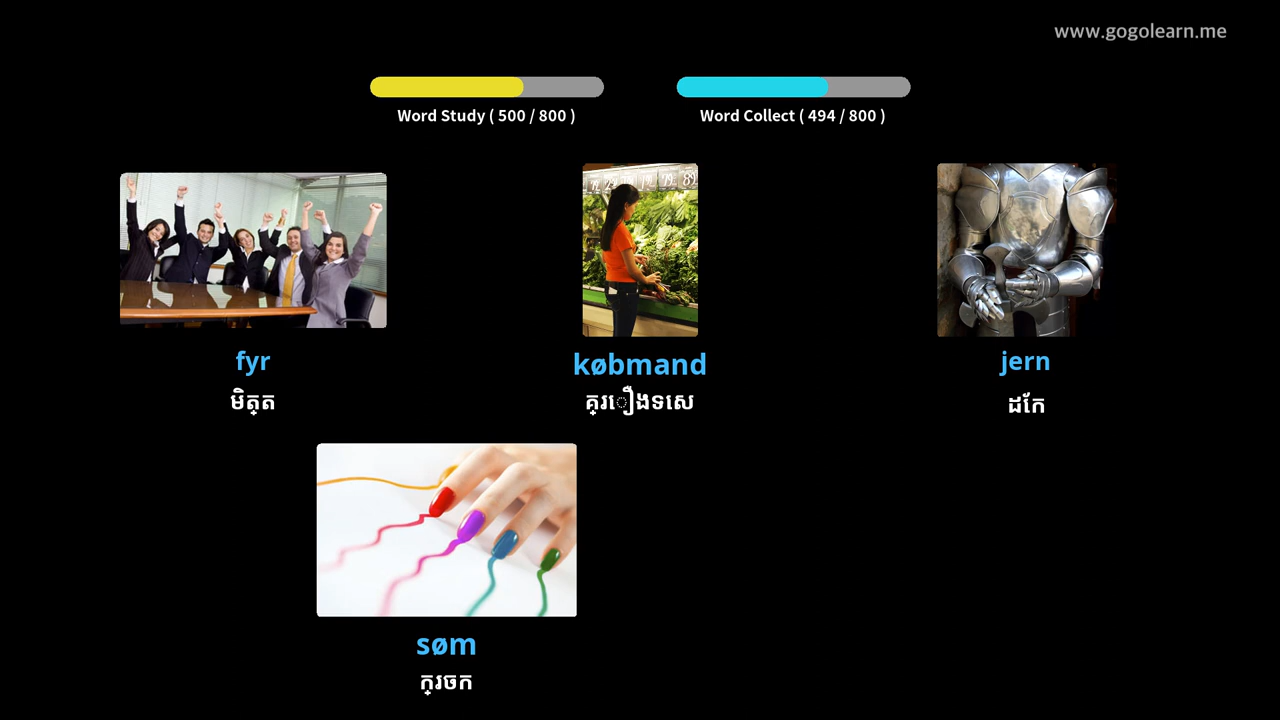 www.gogolearn.me
Word Study ( 500 / 800 )
Word Collect ( 494 / 800 )
fyr
købmand
jern
មិត្ត
គ្រឿងទេស
ដែក
søm
ក្រចក